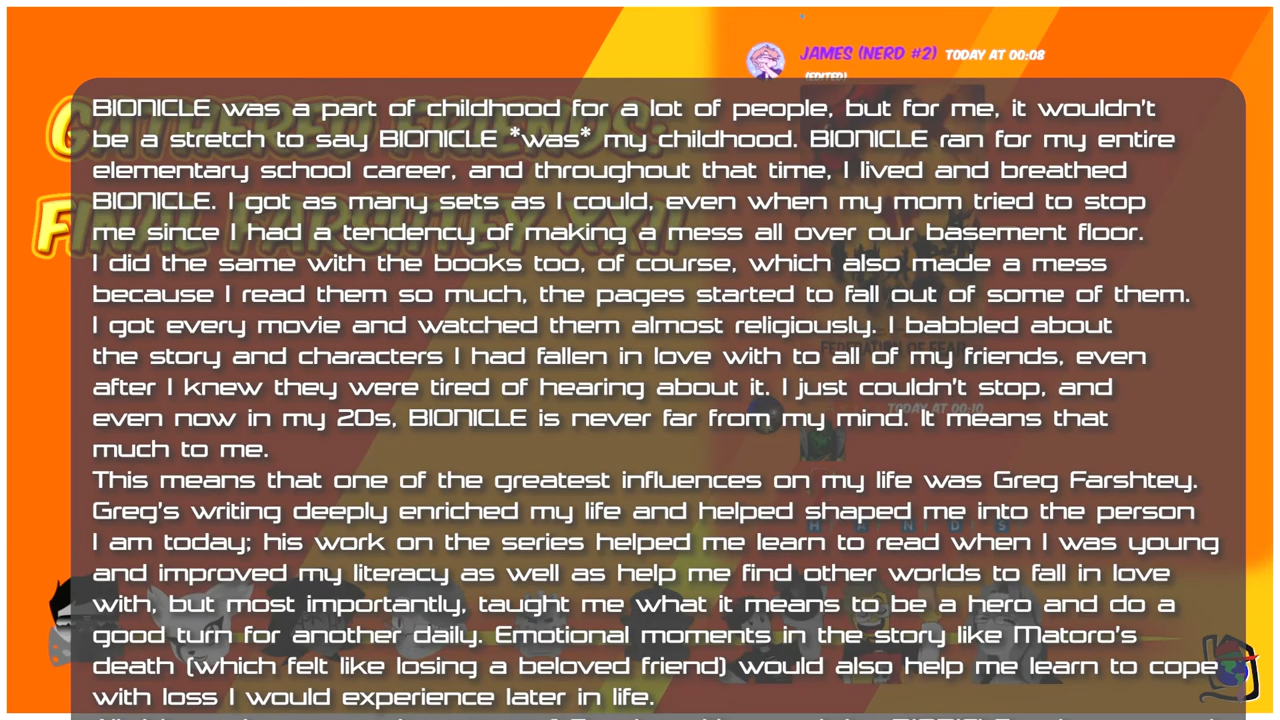 JAMES (NERD #2) TODAY AT 00:08
(EDITED)
GATHERED FRIENDS:
FINAL FARSHTEY XXII
BIONICLE was a part of childhood for a lot of people, but for me, it wouldn't
be a stretch to say BIONICLE *was* my childhood. BIONICLE ran for my entire
elementary school career, and throughout that time, I lived and breathed
BIONICLE. I got as many sets as I could, even when my mom tried to stop
me since I had a tendency of making a mess all over our basement floor.
I did the same with the books too, of course, which also made a mess
because I read them so much, the pages started to fall out of some of them.
I got every movie and watched them almost religiously. I babbled about
the story and characters I had fallen in love with to all of my friends, even
after I knew they were tired of hearing about it. I just couldn't stop, and
even now in my 20s, BIONICLE is never far from my mind. It means that
much to me.
This means that one of the greatest influences on my life was Greg Farshtey.
Greg's writing deeply enriched my life and helped shaped me into the person
I am today; his work on the series helped me learn to read when I was young
and improved my literacy as well as help me find other worlds to fall in love
with, but most importantly, taught me what it means to be a hero and do a
good turn for another daily. Emotional moments in the story like Matoro's
death (which felt like losing a beloved friend) would also help me learn to cope
with loss I would experience later in life.
FEDERATION OF FEAR
TODAY AT 00:10
H A N D S